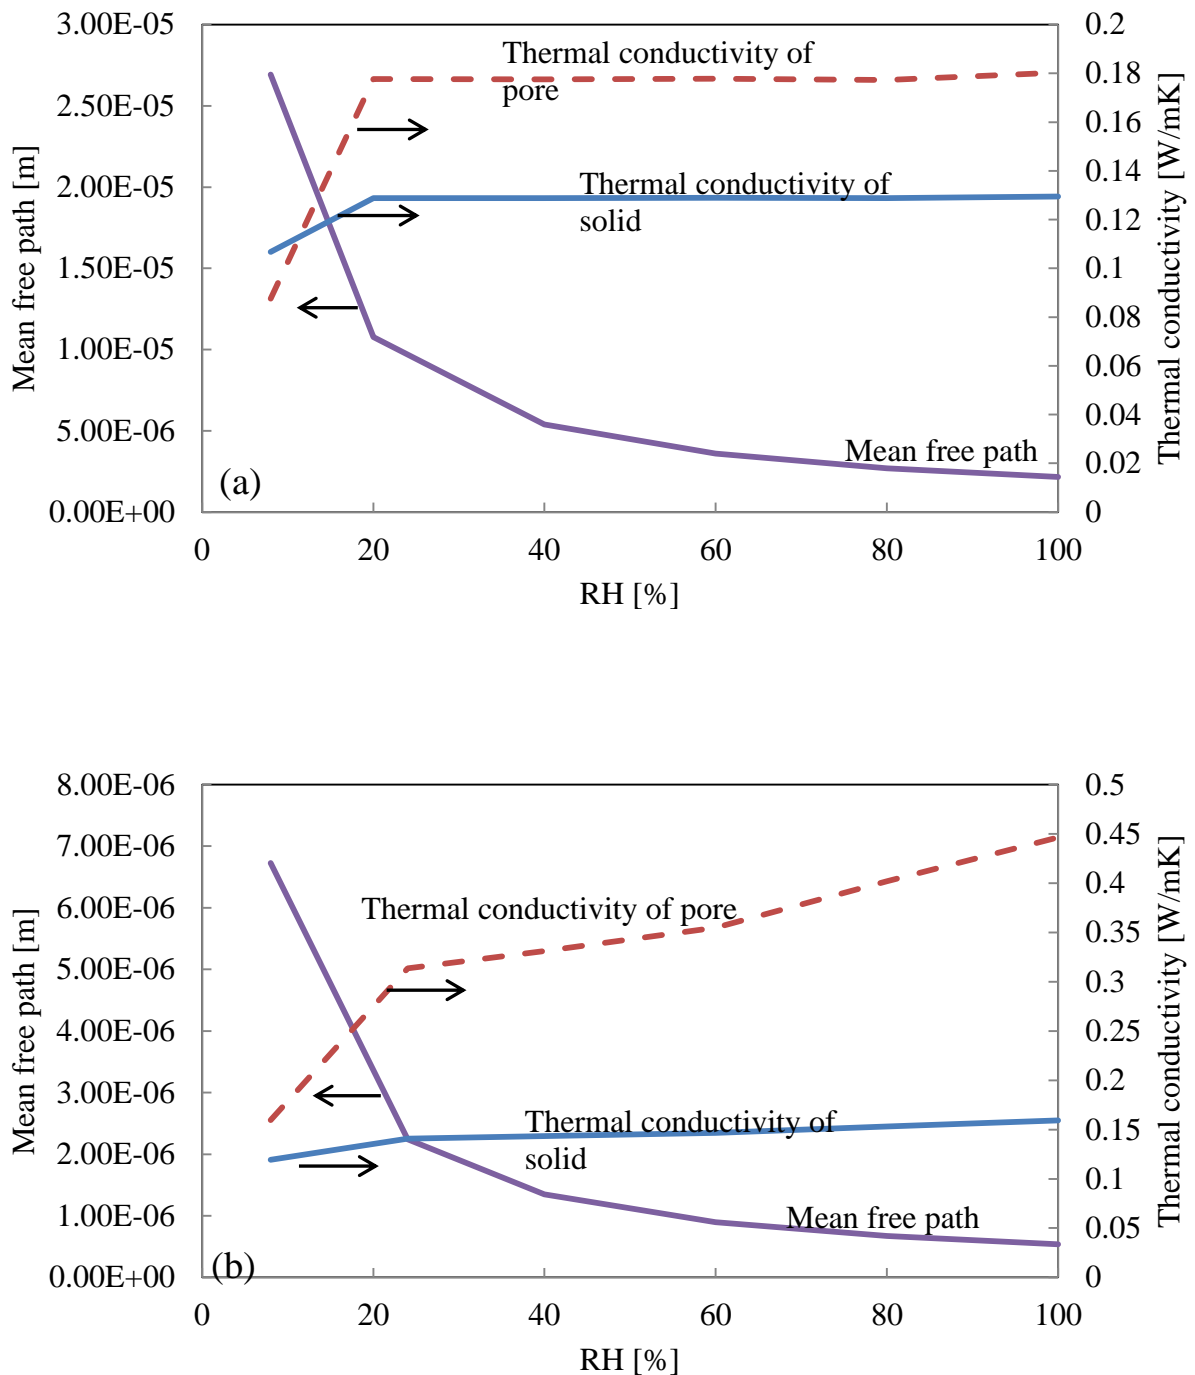 3.00E-05
2.50E-05
2.00E-05
1.50E-05
1.00E-05
5.00E-06
0.00E+00
Mean free path [m]
Thermal conductivity of
pore
Thermal conductivity of
solid
Mean free path
(a)
0.2
0.18
0.16
0.14
0.12
0.1
0.08
0.06
0.04
0.02
0
Thermal conductivity [W/mK]
0 20 40 60 80 100
RH [%]
8.00E-06
7.00E-06
6.00E-06
5.00E-06
4.00E-06
3.00E-06
2.00E-06
1.00E-06
0.00E+00
Mean free path [m]
Thermal conductivity of pore
Thermal conductivity of
solid
Mean free path
(b)
0.5
0.45
0.4
0.35
0.3
0.25
0.2
0.15
0.1
0.05
0
Thermal conductivity [W/mK]
0 20 40 60 80 100
RH [%]